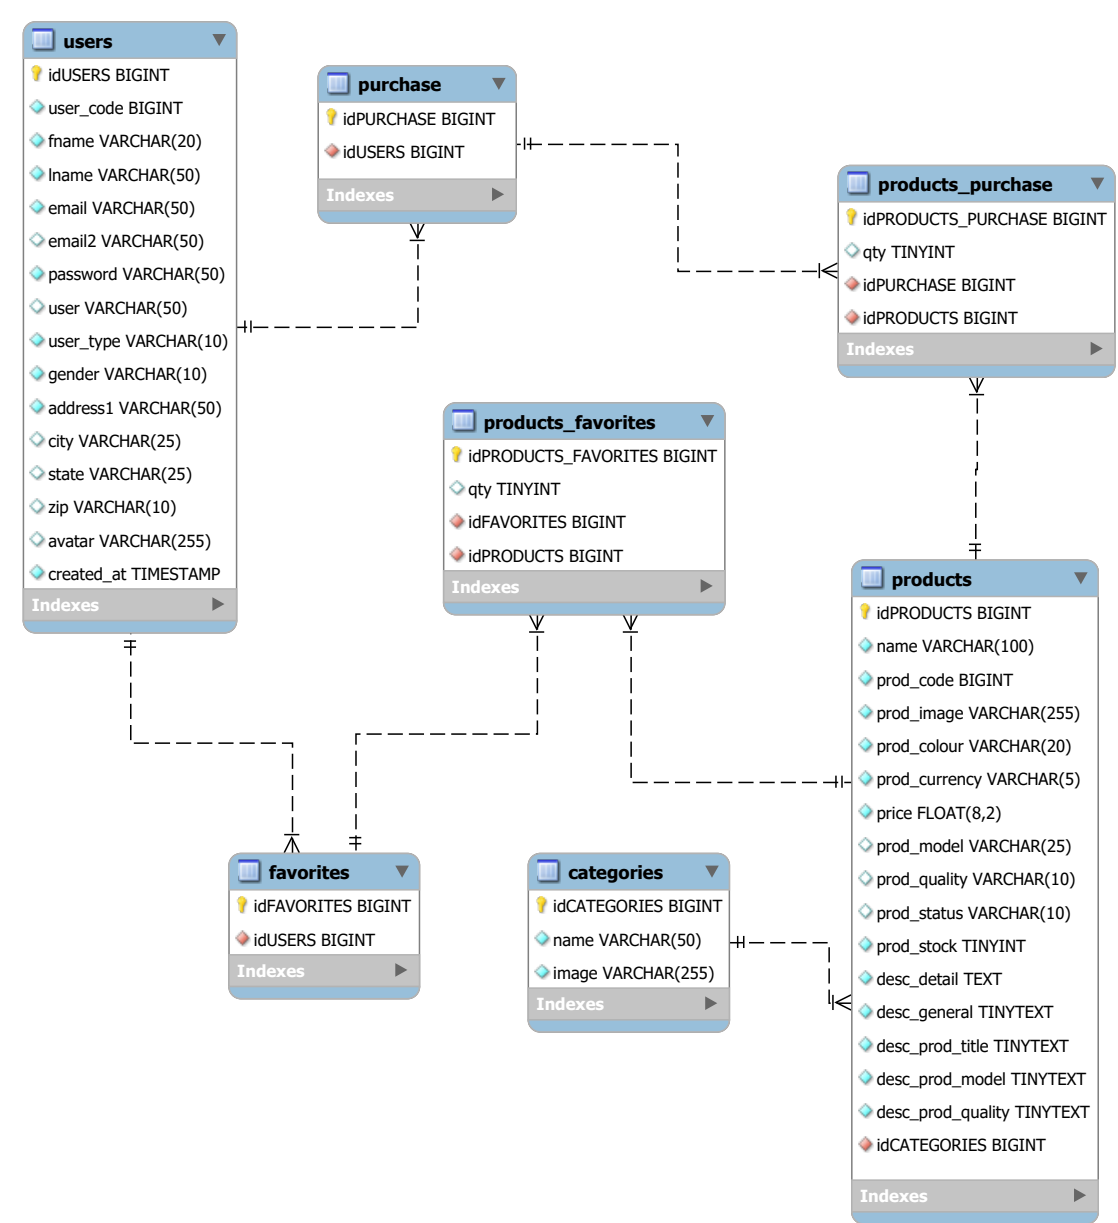 users
idUSERS BIGINT
user_code BIGINT
fname VARCHAR(20)
lname VARCHAR(50)
email VARCHAR(50)
email2 VARCHAR(50)
password VARCHAR(50)
user VARCHAR(50)
user_type VARCHAR(10)
gender VARCHAR(10)
address1 VARCHAR(50)
city VARCHAR(25)
state VARCHAR(25)
zip VARCHAR(10)
avatar VARCHAR(255)
created_at TIMESTAMP
Indexes
purchase
idPURCHASE BIGINT
idUSERS BIGINT
Indexes
products_purchase
idPRODUCTS_PURCHASE BIGINT
qty TINYINT
idPURCHASE BIGINT
idPRODUCTS BIGINT
Indexes
products_favorites
idPRODUCTS_FAVORITES BIGINT
qty TINYINT
idFAVORITES BIGINT
idPRODUCTS BIGINT
Indexes
products
idPRODUCTS BIGINT
name VARCHAR(100)
prod_code BIGINT
prod_image VARCHAR(255)
prod_colour VARCHAR(20)
prod_currency VARCHAR(5)
price FLOAT(8,2)
prod_model VARCHAR(25)
prod_quality VARCHAR(10)
prod_status VARCHAR(10)
prod_stock TINYINT
desc_detail TEXT
desc_general TINYTEXT
desc_prod_title TINYTEXT
desc_prod_model TINYTEXT
desc_prod_quality TINYTEXT
idCATEGORIES BIGINT
Indexes
favorites
idFAVORITES BIGINT
idUSERS BIGINT
Indexes
categories
idCATEGORIES BIGINT
name VARCHAR(50)
image VARCHAR(255)
Indexes